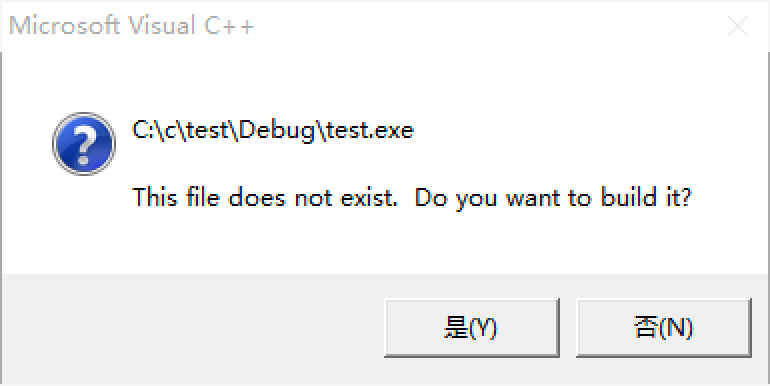 Microsoft Visual C++
C:\c\test\Debug\test.exe
This file does not exist.  Do you want to build it?
是(Y)
否(N)